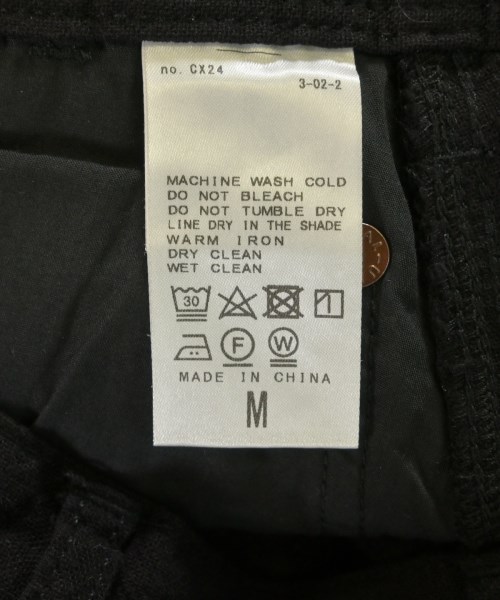 no. CX24
3-02-2
MACHINE WASH COLD
DO NOT BLEACH
DO NOT TUMBLE DRY
LINE DRY IN THE SHADE
WARM IRON
DRY CLEAN
WET CLEAN
30
F W
MADE IN CHINA
M